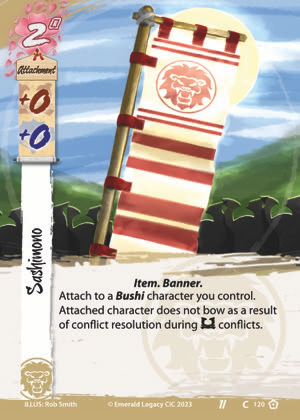 2
Attachment
+0
+0
Sashimono
Item. Banner.
Attach to a Bushi character you control.
Attached character does not bow as a result
of conflict resolution during conflicts.
ILLUS: Rob Smith
© Emerald Legacy CIC 2023
C 120